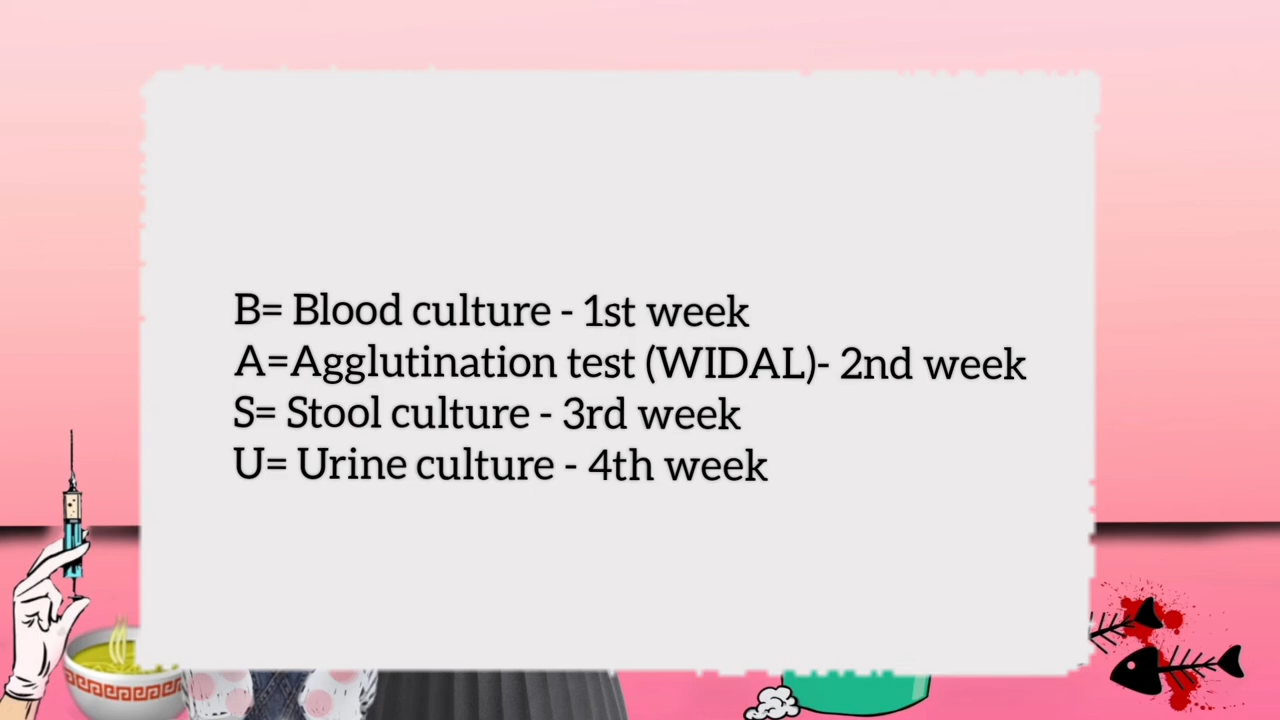 B= Blood culture - 1st week
A=Agglutination test (WIDAL)- 2nd week
S= Stool culture - 3rd week
U= Urine culture - 4th week